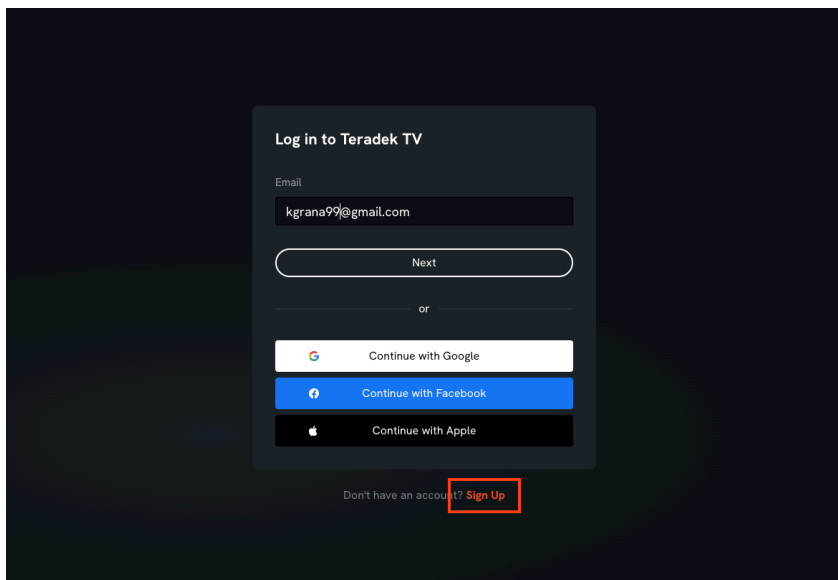 Log in to Teradek TV
Email
kgrana99@gmail.com
Next
or
Continue with Google
Continue with Facebook
Continue with Apple
Don't have an account? Sign Up